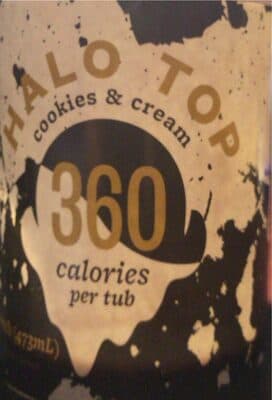 HALO TOP
cookies & cream
360
calories
per tub
(473mL)